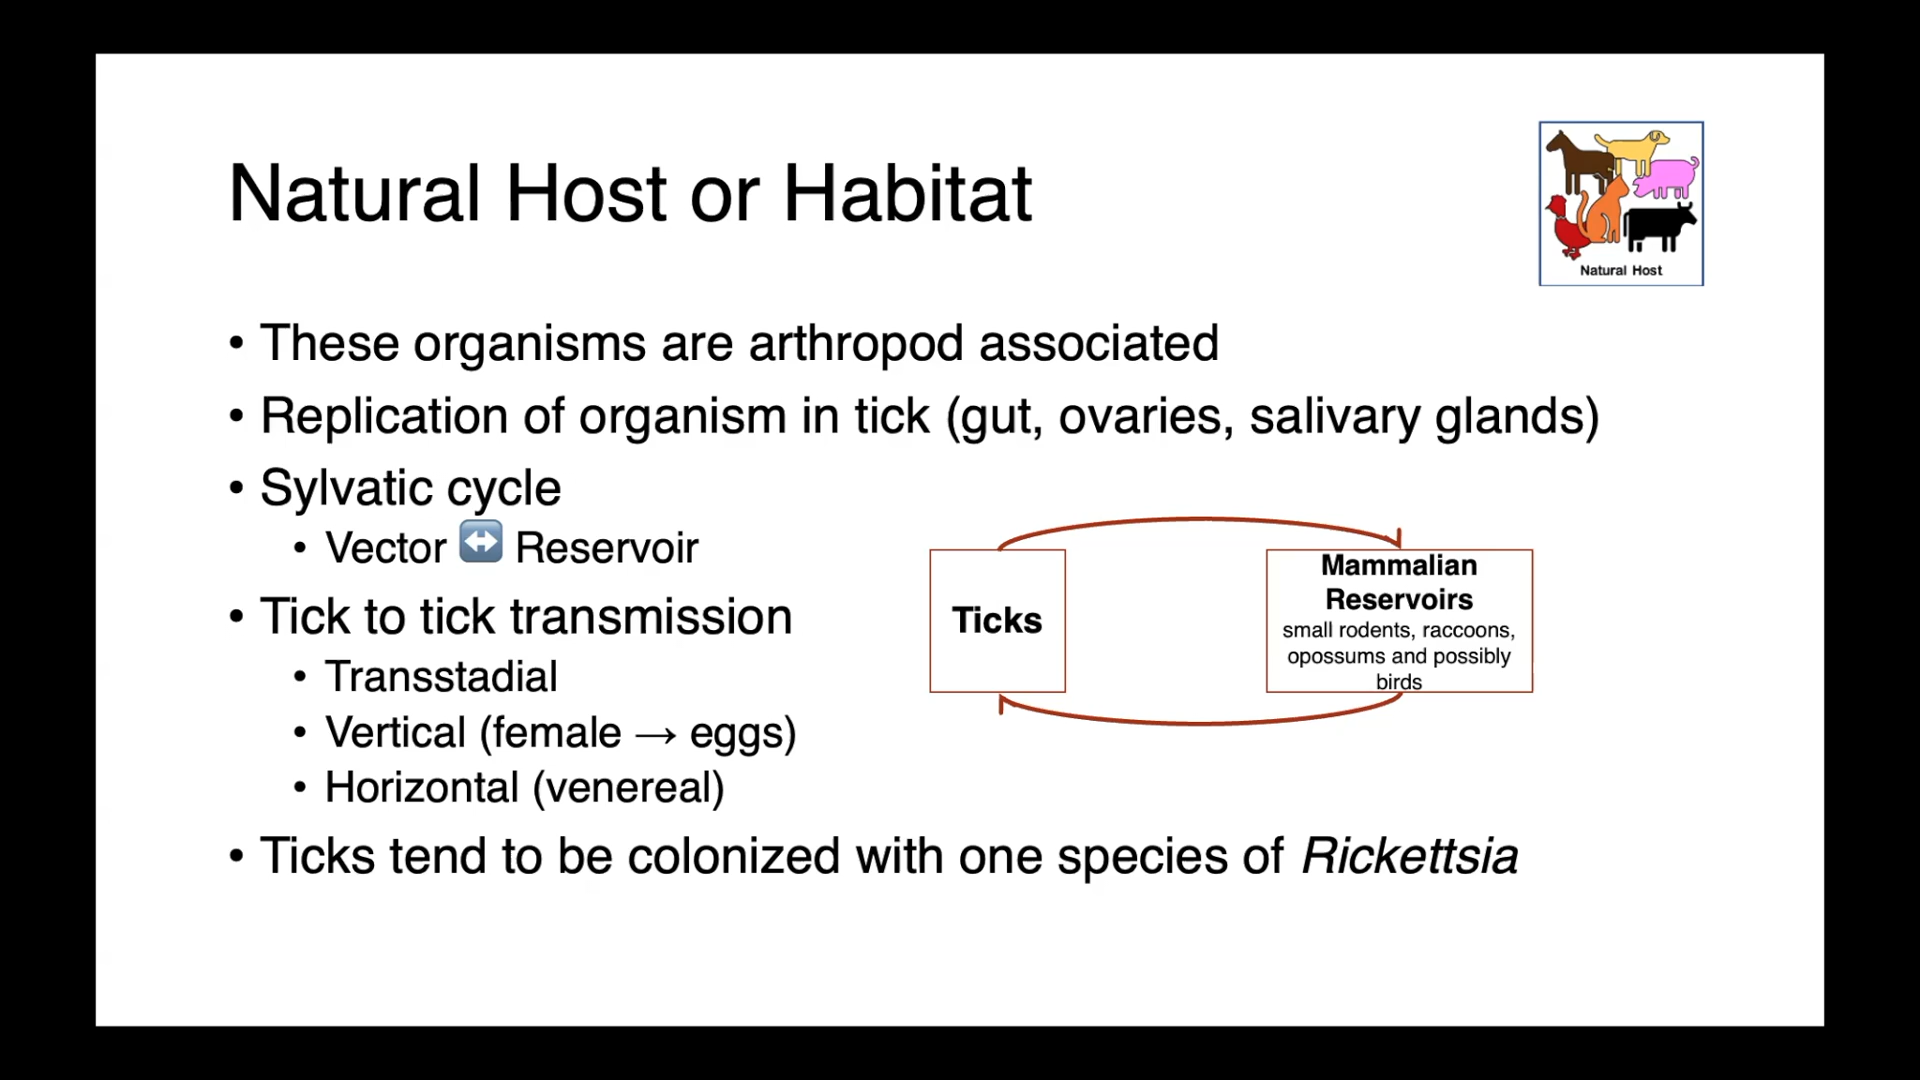 Natural Host or Habitat
Natural Host
• These organisms are arthropod associated
• Replication of organism in tick (gut, ovaries, salivary glands)
• Sylvatic cycle
• Vector ↔️ Reservoir
• Tick to tick transmission
• Transstadial
• Vertical (female → eggs)
• Horizontal (venereal)
• Ticks tend to be colonized with one species of Rickettsia
Ticks
Mammalian
Reservoirs
small rodents, raccoons,
opossums and possibly
birds